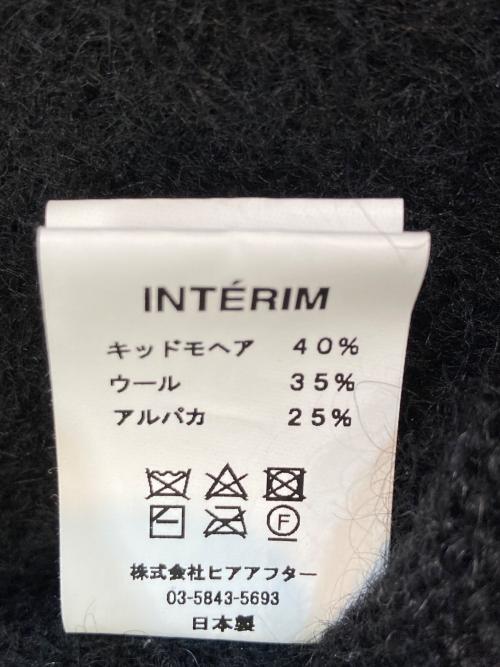 INTÉRIM
キッドモヘア 40%
ウール 35%
アルパカ 25%
F
株式会社ヒアアフター
03-5843-5693
日本製